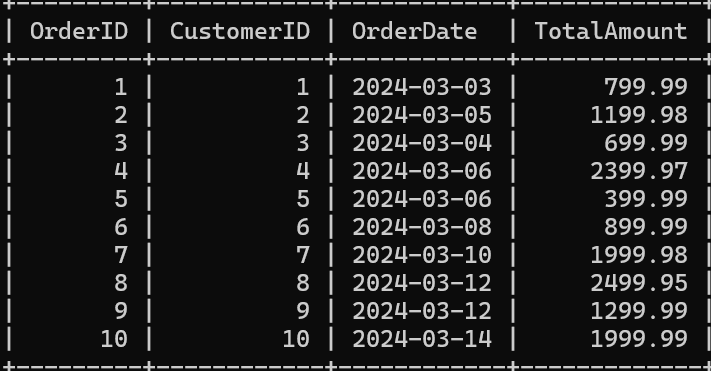 +---------+------------+------------+-------------+
| OrderID | CustomerID | OrderDate  | TotalAmount |
+---------+------------+------------+-------------+
|       1 |          1 | 2024-03-03 |      799.99 |
|       2 |          2 | 2024-03-05 |     1199.98 |
|       3 |          3 | 2024-03-04 |      699.99 |
|       4 |          4 | 2024-03-06 |     2399.97 |
|       5 |          5 | 2024-03-06 |      399.99 |
|       6 |          6 | 2024-03-08 |      899.99 |
|       7 |          7 | 2024-03-10 |     1999.98 |
|       8 |          8 | 2024-03-12 |     2499.95 |
|       9 |          9 | 2024-03-12 |     1299.99 |
|      10 |         10 | 2024-03-14 |     1999.99 |
+---------+------------+------------+-------------+